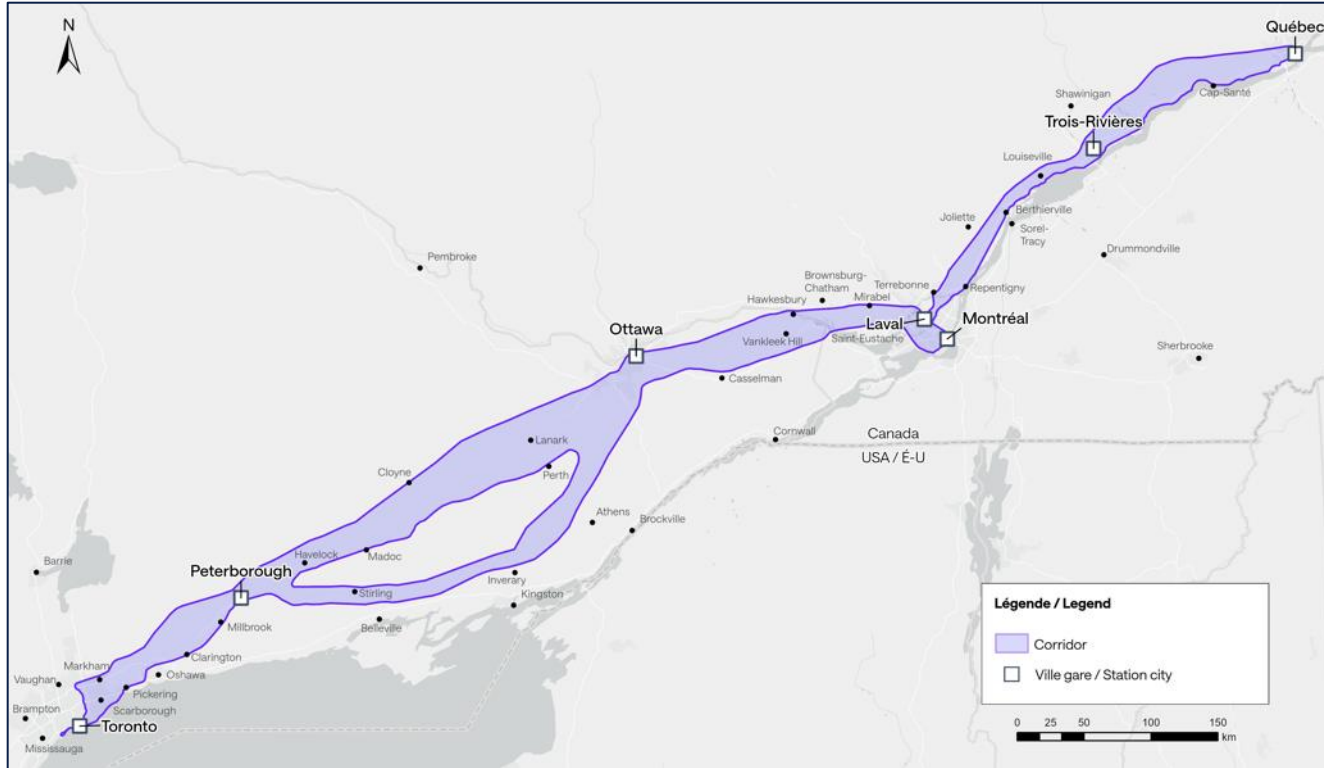 N
Québec
Shawinigan
Cap-Santé
Trois-Rivières
Louiseville
Berthierville
Joliette
Sorel-
Tracy
Drummondville
Pembroke
Brownsburg-
Chatham
Terrebonne
Repentigny
Mirabel
Hawkesbury
Laval
Montréal
Ottawa
Vankleek Hill
Saint-Eustache
Sherbrooke
Casselman
Cornwall
Canada
USA / É-U
Lanark
Perth
Cloyne
Athens
Brockville
Madoc
Havelock
Barrie
Peterborough
Inverary
Stirling
Kingston
Belleville
Millbrook
Clarington
Markham
Oshawa
Vaughan
Pickering
Scarborough
Brampton
Toronto
Mississauga
Légende / Legend
Corridor
Ville gare / Station city
0 25 50 100 150
km